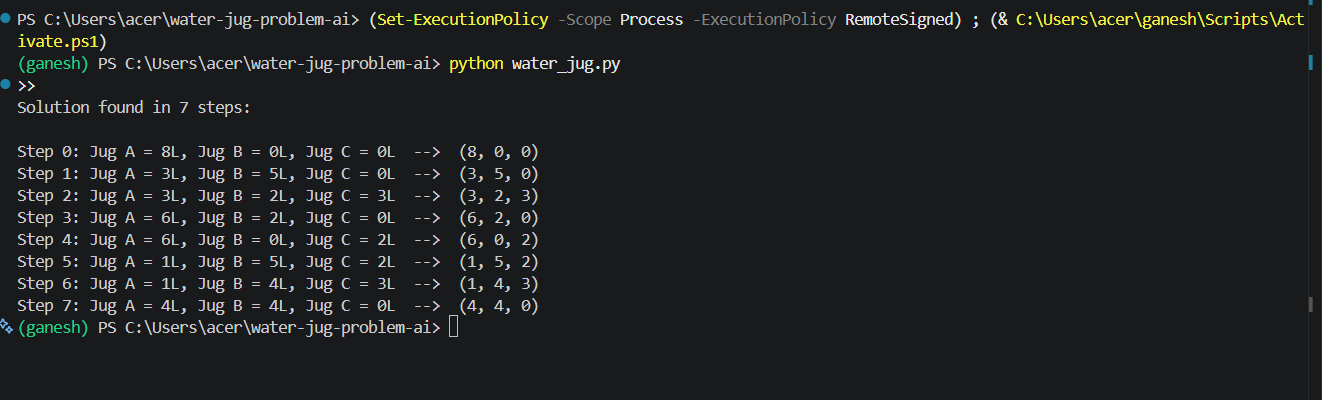 PS C:\Users\acer\water-jug-problem-ai> (Set-ExecutionPolicy -Scope Process -ExecutionPolicy RemoteSigned) ; (& C:\Users\acer\ganesh\Scripts\Act
ivate.ps1)
(ganesh) PS C:\Users\acer\water-jug-problem-ai> python water_jug.py
>>
Solution found in 7 steps:

Step 0: Jug A = 8L, Jug B = 0L, Jug C = 0L  -->  (8, 0, 0)
Step 1: Jug A = 3L, Jug B = 5L, Jug C = 0L  -->  (3, 5, 0)
Step 2: Jug A = 3L, Jug B = 2L, Jug C = 3L  -->  (3, 2, 3)
Step 3: Jug A = 6L, Jug B = 2L, Jug C = 0L  -->  (6, 2, 0)
Step 4: Jug A = 6L, Jug B = 0L, Jug C = 2L  -->  (6, 0, 2)
Step 5: Jug A = 1L, Jug B = 5L, Jug C = 2L  -->  (1, 5, 2)
Step 6: Jug A = 1L, Jug B = 4L, Jug C = 3L  -->  (1, 4, 3)
Step 7: Jug A = 4L, Jug B = 4L, Jug C = 0L  -->  (4, 4, 0)
(ganesh) PS C:\Users\acer\water-jug-problem-ai>